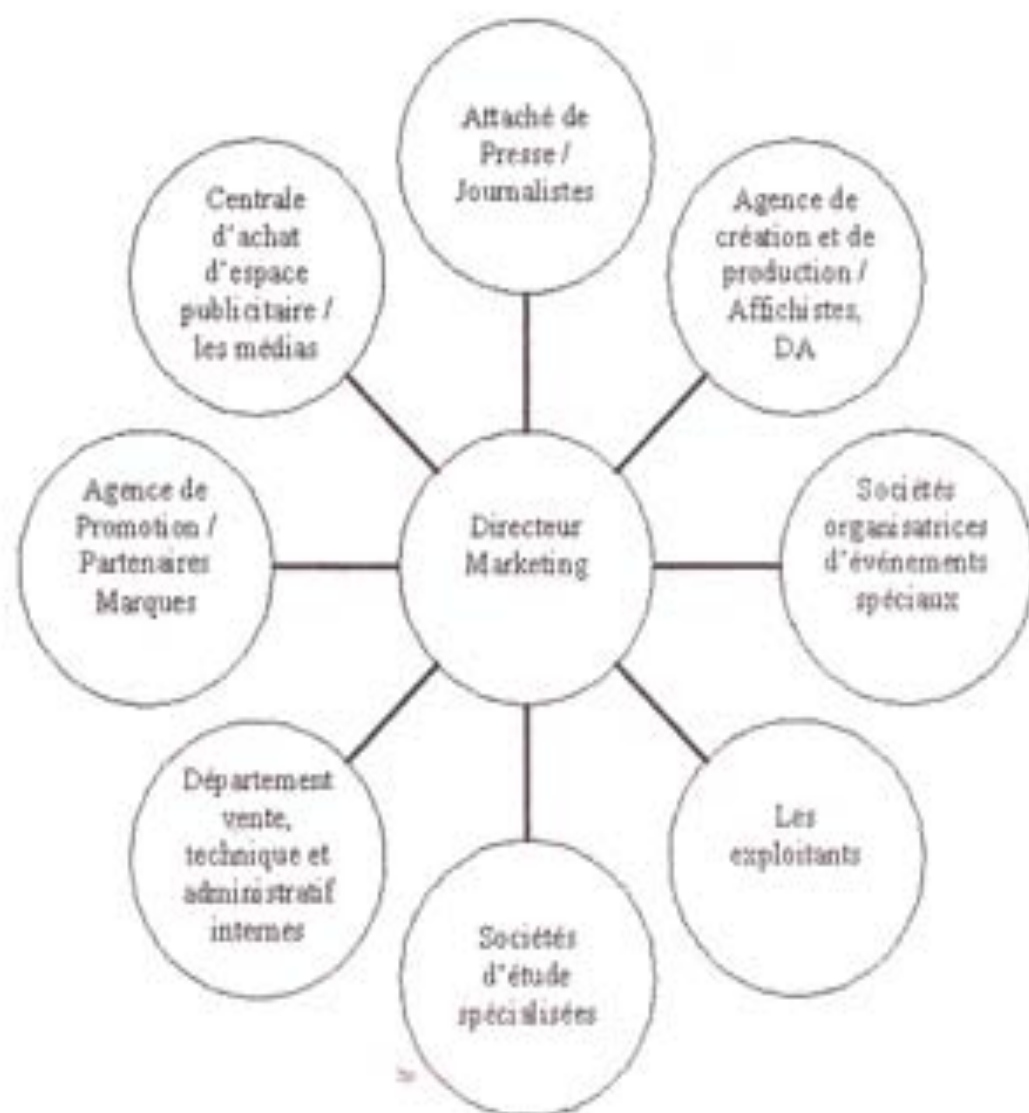 Attaché de
Presse /
Journalistes
Agence de
création et de
production /
Affichistes,
DA
Sociétés
organisatrices
d'événements
spéciaux
Les
exploitants
Sociétés
d'étude
spécialisées
Département
vente,
technique et
administratif
internes
Agence de
Promotion /
Partenaires
Marques
Centrale
d'achat
d'espace
publicitaire /
les médias
Directeur
Marketing